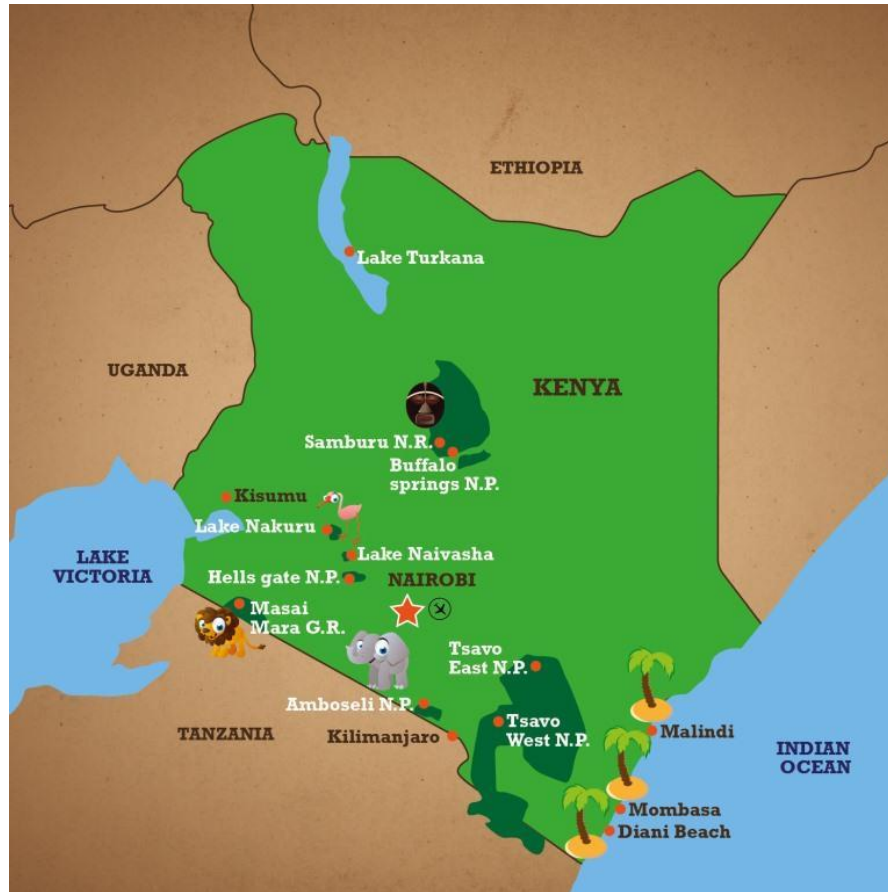 ETHIOPIA
Lake Turkana
UGANDA
KENYA
Samburu N.R.
Buffalo
springs N.P.
Kisumu
Lake Nakuru
LAKE
VICTORIA
Lake Naivasha
Hells gate N.P.
NAIROBI
Masai
Mara G.R.
Tsavo
East N.P.
Amboseli N.P.
TANZANIA
Kilimanjaro
Tsavo
West N.P.
Malindi
INDIAN
OCEAN
Mombasa
Diani Beach